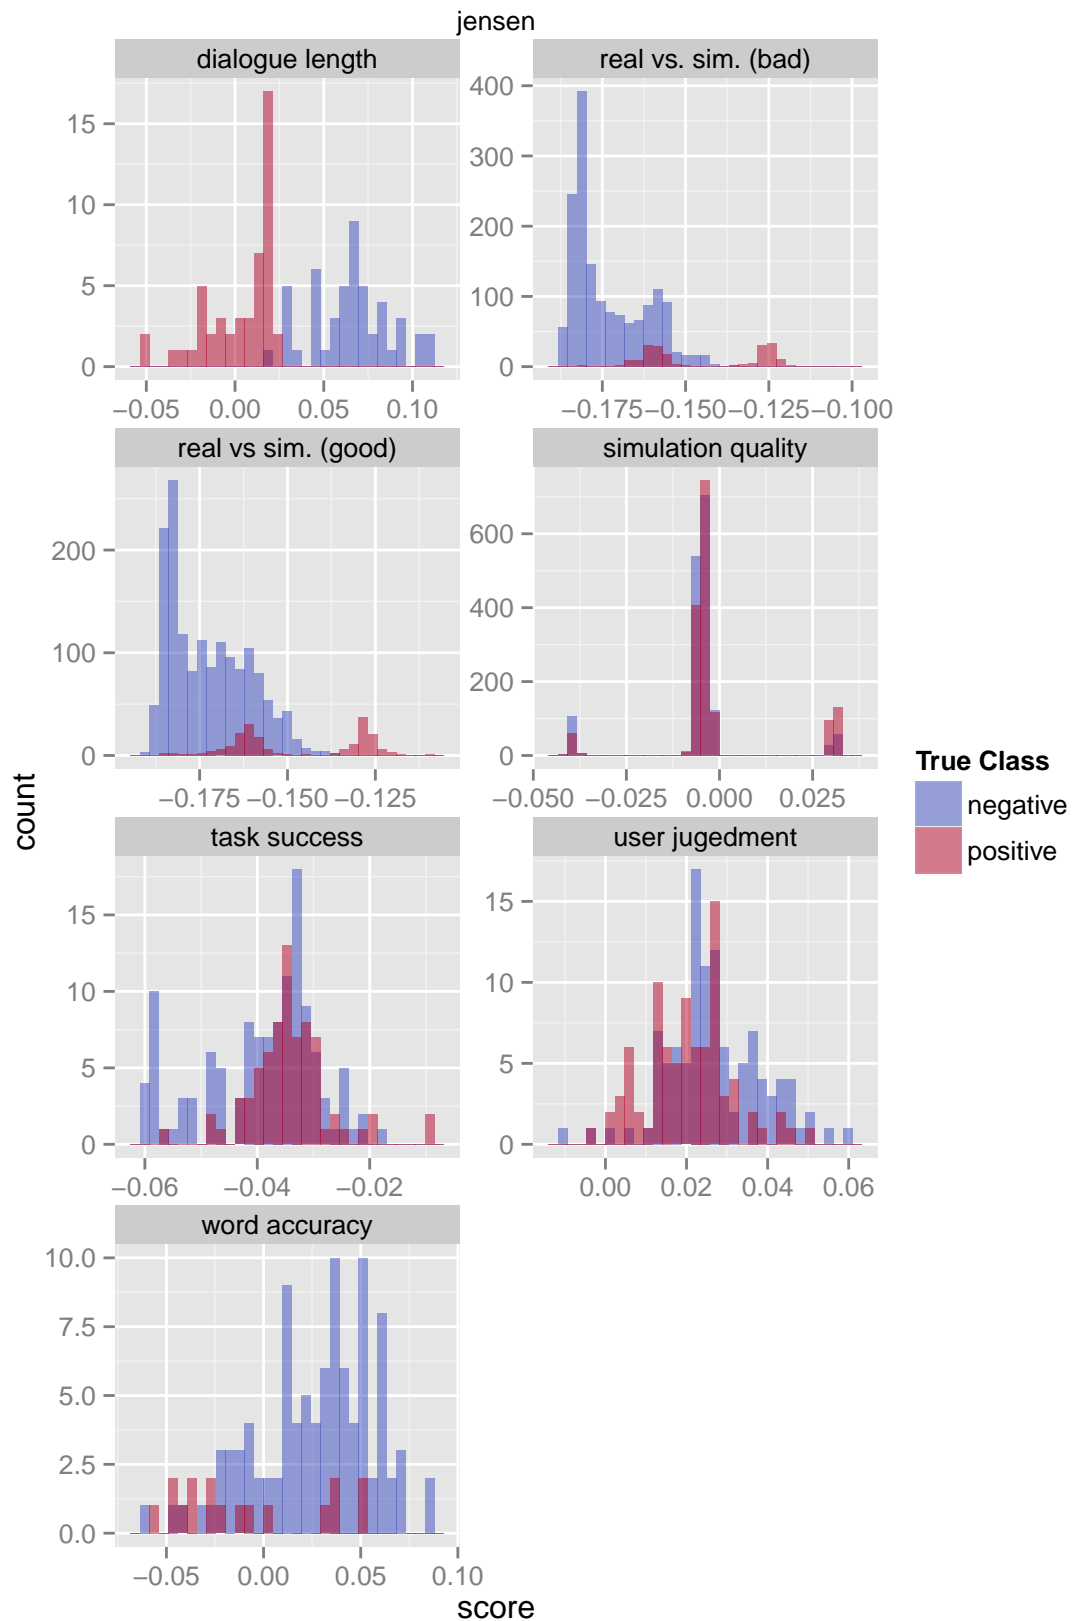 jensen
dialogue length
real vs. sim. (bad)
15
10
5
0
−0.05 0.00 0.05 0.10
400
300
200
100
0
−0.175 −0.150 −0.125 −0.100
real vs sim. (good)
simulation quality
200
100
0
−0.175 −0.150 −0.125
600
400
200
0
−0.050 −0.025 0.000 0.025
task success
user jugedment
15
10
5
0
−0.06 −0.04 −0.02
15
10
5
0
0.00 0.02 0.04 0.06
word accuracy
10.0
7.5
5.0
2.5
0.0
−0.05 0.00 0.05 0.10
count
score
True Class
negative
positive